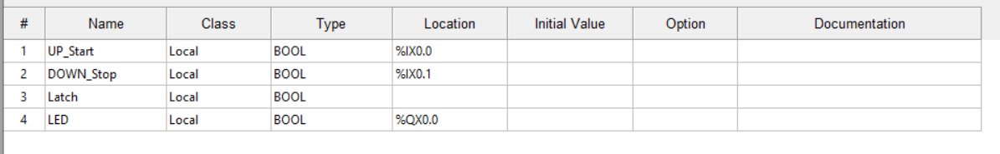 # Name Class Type Location Initial Value Option Documentation
1 UP_Start Local BOOL %IX0.0
2 DOWN_Stop Local BOOL %IX0.1
3 Latch Local BOOL
4 LED Local BOOL %QX0.0